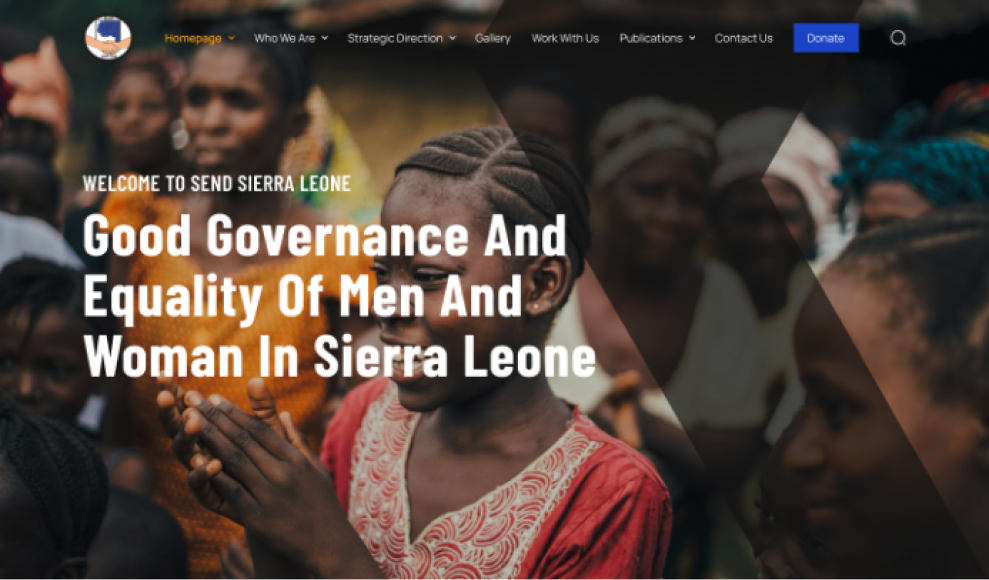 Homepage Who We Are Strategic Direction Gallery Work With Us Publications Contact Us Donate
WELCOME TO SEND SIERRA LEONE
Good Governance And
Equality Of Men And
Woman In Sierra Leone